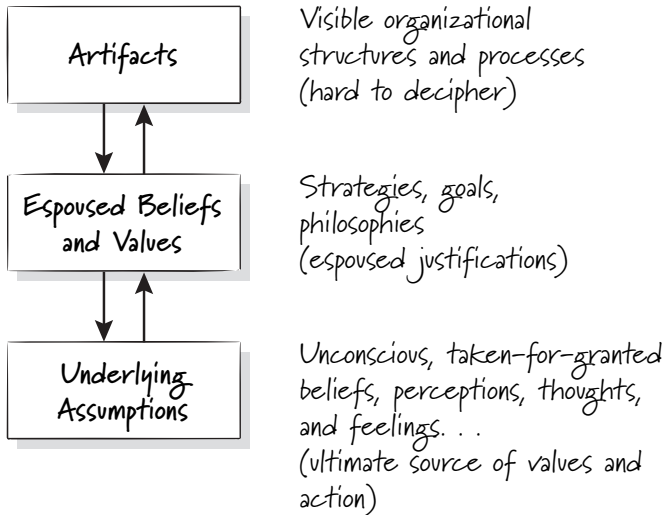 Artifacts
Visible organizational
structures and processes
(hard to decipher)
Espoused Beliefs
and Values
Strategies, goals,
philosophies
(espoused justifications)
Underlying
Assumptions
Unconscious, taken-for-granted
beliefs, perceptions, thoughts,
and feelings. . .
(ultimate source of values and
action)